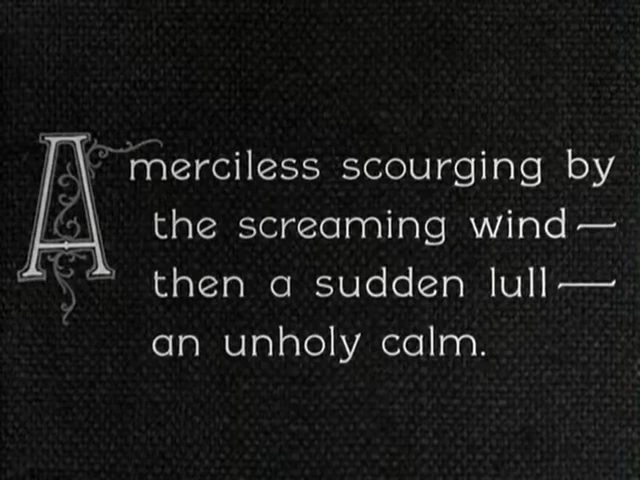 A merciless scourging by
the screaming wind—
then a sudden lull—
an unholy calm.